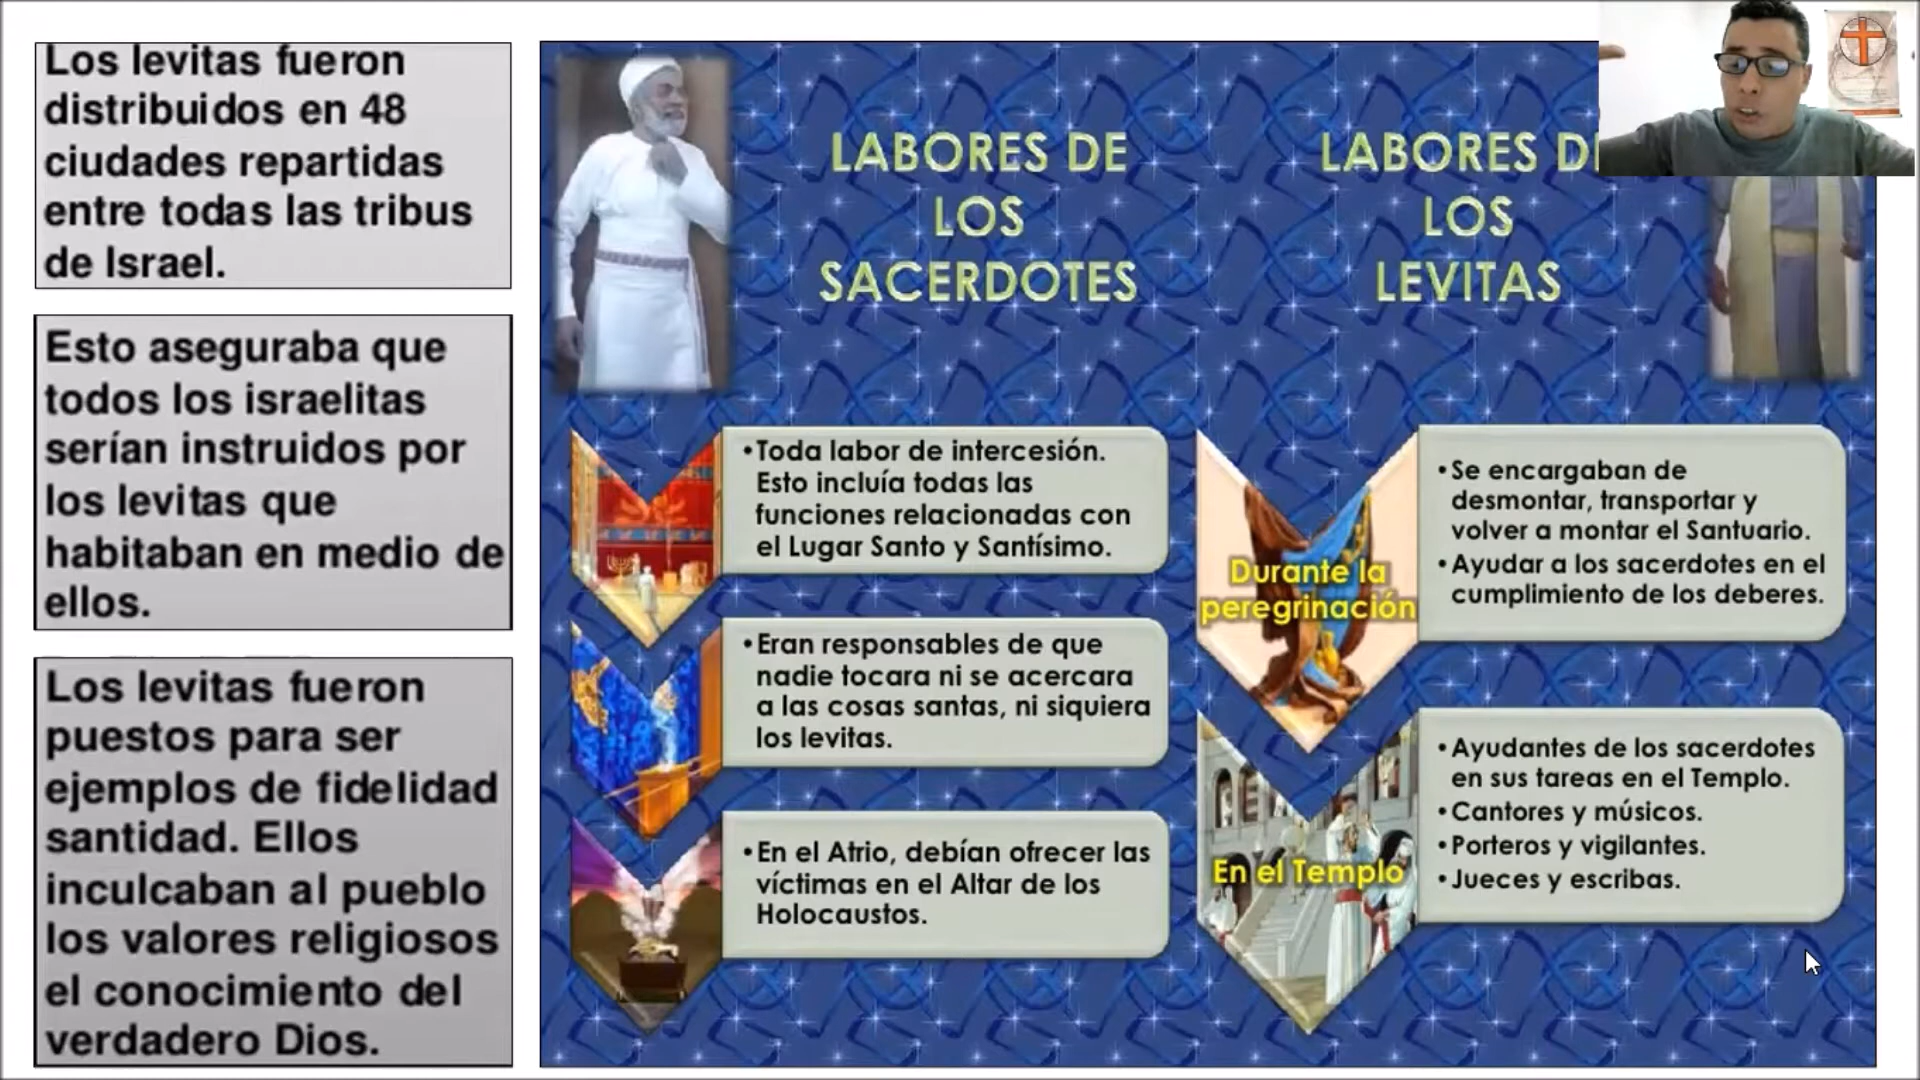 Los levitas fueron
distribuidos en 48
ciudades repartidas
entre todas las tribus
de Israel.
Esto aseguraba que
todos los israelitas
serían instruidos por
los levitas que
habitaban en medio de
ellos.
Los levitas fueron
puestos para ser
ejemplos de fidelidad
santidad. Ellos
inculcaban al pueblo
los valores religiosos
el conocimiento del
verdadero Dios.
LABORES DE
LOS
SACERDOTES
•Toda labor de intercesión.
Esto incluía todas las
funciones relacionadas con
el Lugar Santo y Santísimo.
•Eran responsables de que
nadie tocara ni se acercara
a las cosas santas, ni siquiera
los levitas.
•En el Atrio, debían ofrecer las
víctimas en el Altar de los
Holocaustos.
LABORES DE
LOS
LEVITAS
Durante la
peregrinación
•Se encargaban de
desmontar, transportar y
volver a montar el Santuario.
•Ayudar a los sacerdotes en el
cumplimiento de los deberes.
En el Templo
•Ayudantes de los sacerdotes
en sus tareas en el Templo.
•Cantores y músicos.
•Porteros y vigilantes.
•Jueces y escribas.